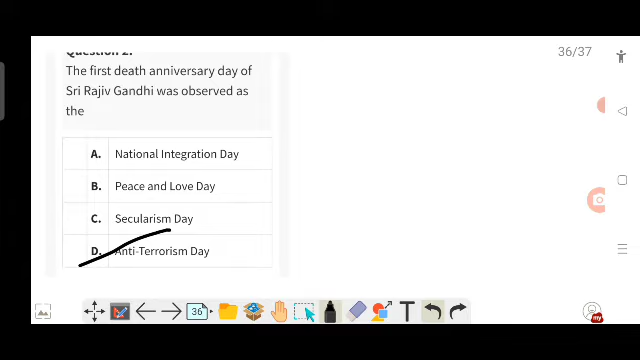 Question 2.
36/37
The first death anniversary day of
Sri Rajiv Gandhi was observed as
the
A. National Integration Day
B. Peace and Love Day
C. Secularism Day
D. Anti-Terrorism Day
36
T
my